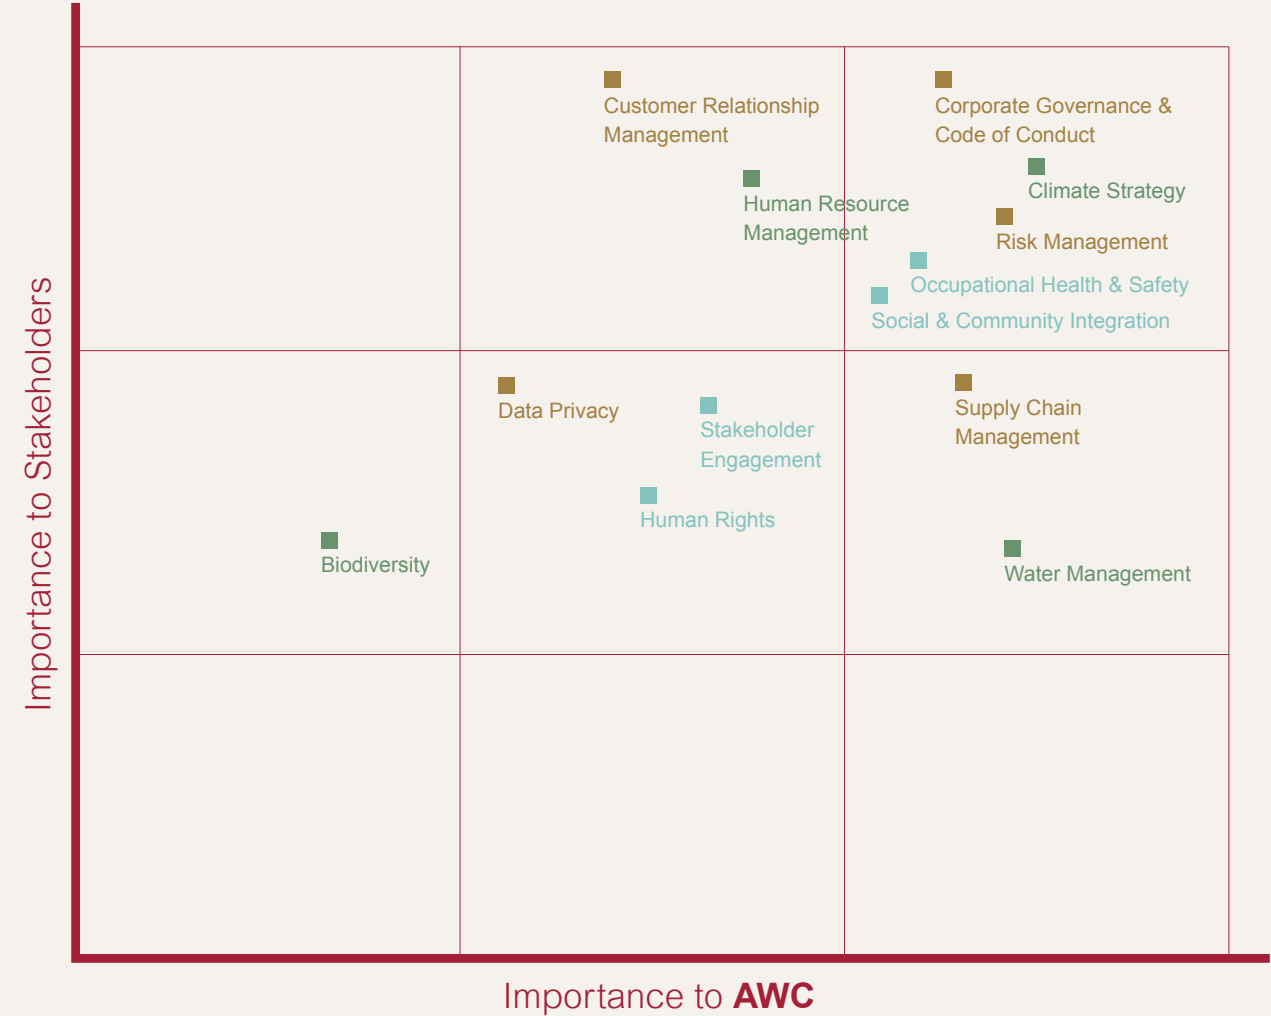 Customer Relationship
Management
Corporate Governance &
Code of Conduct
Human Resource
Management
Climate Strategy
Risk Management
Occupational Health & Safety
Social & Community Integration
Data Privacy
Stakeholder
Engagement
Supply Chain
Management
Human Rights
Biodiversity
Water Management
Importance to Stakeholders
Importance to AWC